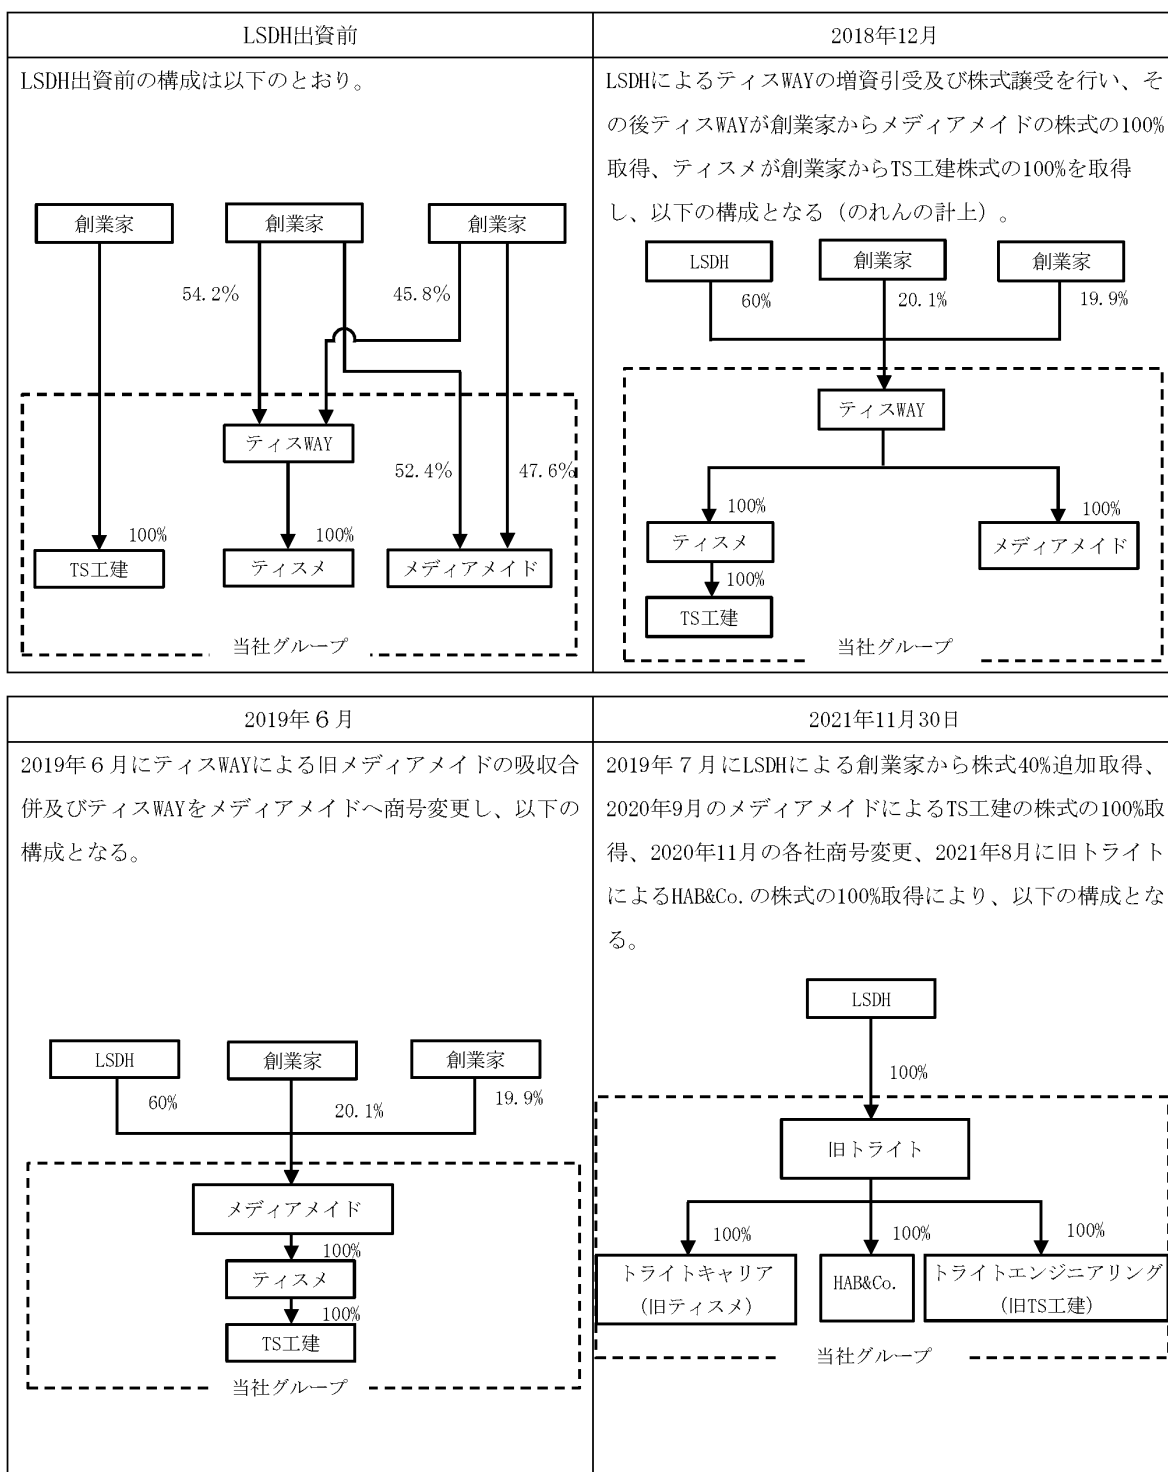 LSDH出資前
LSDH出資前の構成は以下のとおり。
創業家
創業家
創業家
54.2%
45.8%
ティスWAY
52.4%
47.6%
100%
100%
TS工建
ティスメ
メディアメイド
当社グループ
2018年12月
LSDHによるティスWAYの増資引受及び株式譲受を行い、そ
の後ティスWAYが創業家からメディアメイドの株式の100%
取得、ティスメが創業家からTS工建株式の100%を取得
し、以下の構成となる（のれんの計上）。
LSDH
創業家
創業家
60%
20.1%
19.9%
ティスWAY
100%
100%
ティスメ
メディアメイド
100%
TS工建
当社グループ
2019年６月
2019年６月にティスWAYによる旧メディアメイドの吸収合
併及びティスWAYをメディアメイドへ商号変更し、以下の
構成となる。
LSDH
創業家
創業家
60%
20.1%
19.9%
メディアメイド
100%
ティスメ
100%
TS工建
当社グループ
2021年11月30日
2019年７月にLSDHによる創業家から株式40%追加取得、
2020年9月のメディアメイドによるTS工建の株式の100%取
得、2020年11月の各社商号変更、2021年8月に旧トライト
によるHAB&Co.の株式の100%取得により、以下の構成とな
る。
LSDH
100%
旧トライト
100%
100%
100%
トライトキャリア
（旧ティスメ）
HAB&Co.
トライトエンジニアリング
（旧TS工建）
当社グループ